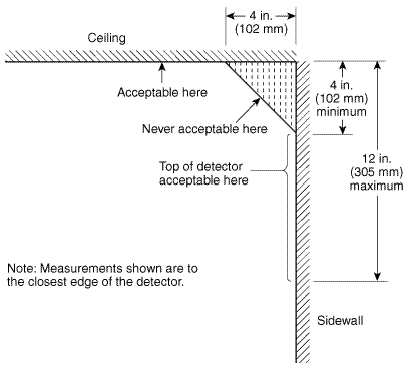 4 in.
(102 mm)
Ceiling
Acceptable here
4 in.
(102 mm)
minimum
Never acceptable here
Top of detector
acceptable here
12 in.
(305 mm)
maximum
Note: Measurements shown are to
the closest edge of the detector.
Sidewall